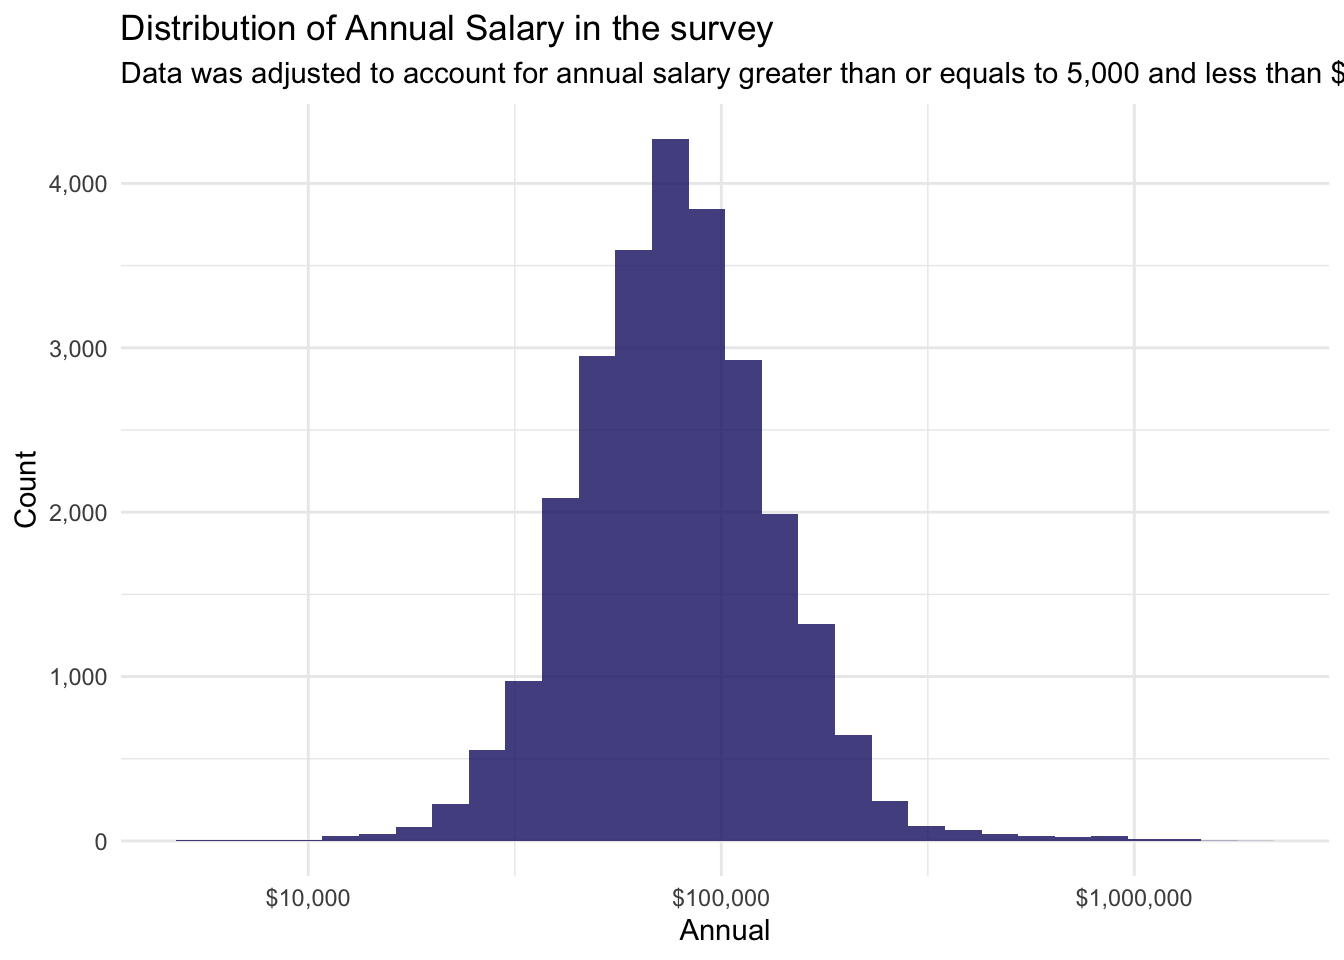 Distribution of Annual Salary in the survey
Data was adjusted to account for annual salary greater than or equals to 5,000 and less than $
4,000
3,000
2,000
1,000
0
Count
$10,000
$100,000
$1,000,000
Annual